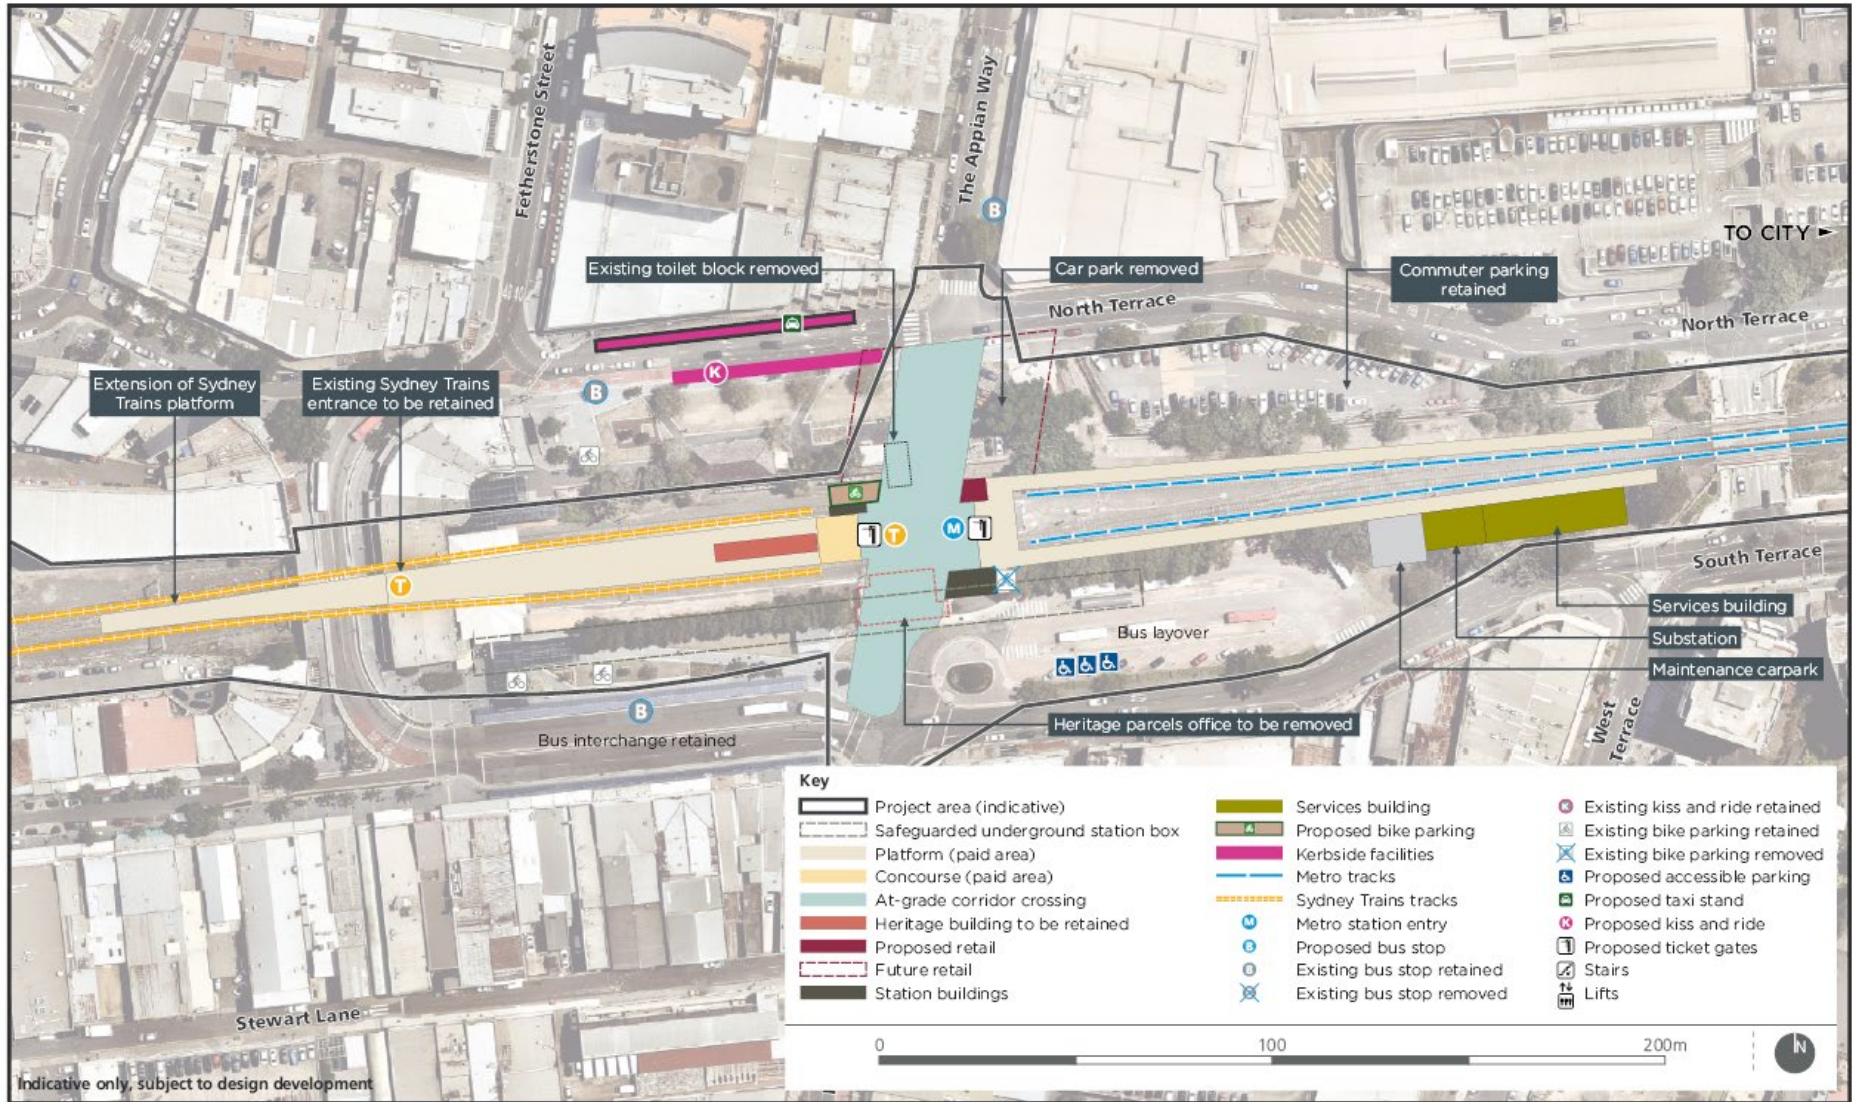 Fetherstone Street
The Appian Way
B
TO CITY ►
Existing toilet block removed
Car park removed
Commuter parking
retained
North Terrace
North Terrace
Extension of Sydney
Trains platform
Existing Sydney Trains
entrance to be retained
K
B
T
M
T
South Terrace
Services building
Substation
Maintenance carpark
Bus layover
B
Bus interchange retained
Heritage parcels office to be removed
West
Terrace
Key
Project area (indicative)
Safeguarded underground station box
Platform (paid area)
Concourse (paid area)
At-grade corridor crossing
Heritage building to be retained
Proposed retail
Future retail
Station buildings
Services building
Proposed bike parking
Kerbside facilities
Metro tracks
Sydney Trains tracks
M Metro station entry
B Proposed bus stop
B Existing bus stop retained
B Existing bus stop removed
K Existing kiss and ride retained
Existing bike parking retained
Existing bike parking removed
Proposed accessible parking
Proposed taxi stand
K Proposed kiss and ride
Proposed ticket gates
Stairs
Lifts
Stewart Lane
0 100 200m
N
Indicative only, subject to design development